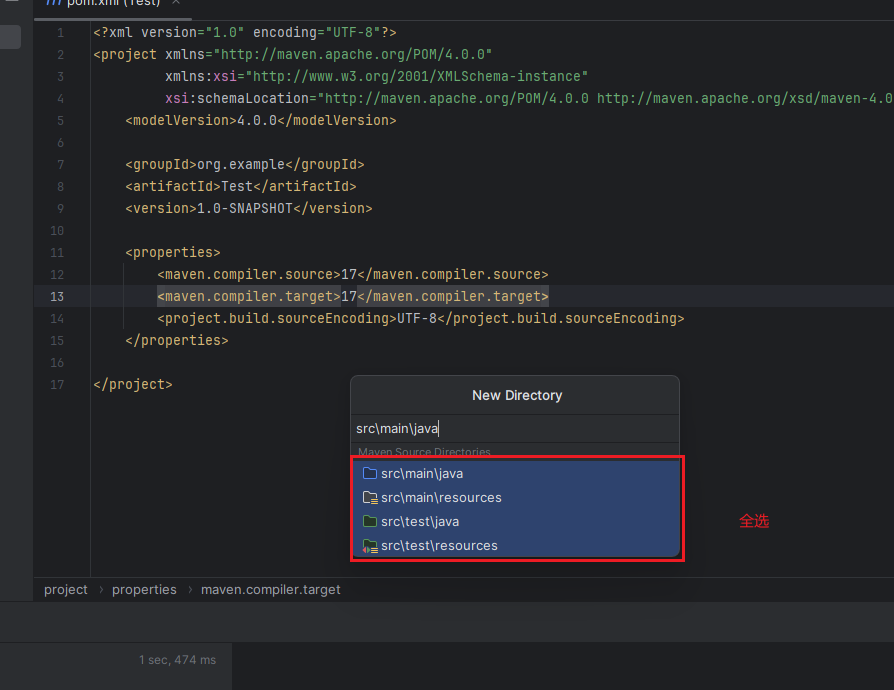 pom.xml (Test)
1 <?xml version="1.0" encoding="UTF-8"?>
2 <project xmlns="http://maven.apache.org/POM/4.0.0"
3 xmlns:xsi="http://www.w3.org/2001/XMLSchema-instance"
4 xsi:schemaLocation="http://maven.apache.org/POM/4.0.0 http://maven.apache.org/xsd/maven-4.0
5 <modelVersion>4.0.0</modelVersion>
6
7 <groupId>org.example</groupId>
8 <artifactId>Test</artifactId>
9 <version>1.0-SNAPSHOT</version>
10
11 <properties>
12 <maven.compiler.source>17</maven.compiler.source>
13 <maven.compiler.target>17</maven.compiler.target>
14 <project.build.sourceEncoding>UTF-8</project.build.sourceEncoding>
15 </properties>
16
17 </project>
New Directory
src\main\java
Maven Source Directories
src\main\java
src\main\resources
src\test\java
src\test\resources
全选
project › properties › maven.compiler.target
1 sec, 474 ms